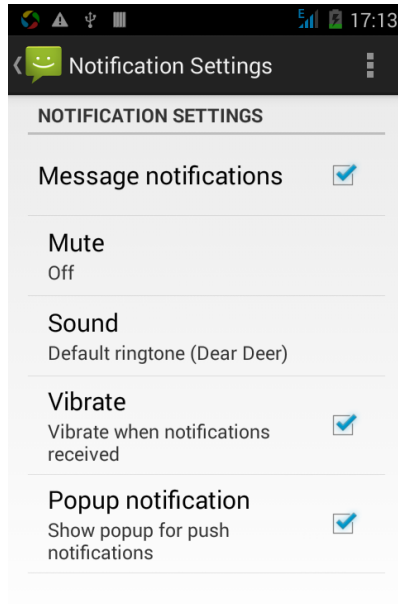 E 17:13
Notification Settings
NOTIFICATION SETTINGS
Message notifications
Mute
Off
Sound
Default ringtone (Dear Deer)
Vibrate
Vibrate when notifications
received
Popup notification
Show popup for push
notifications